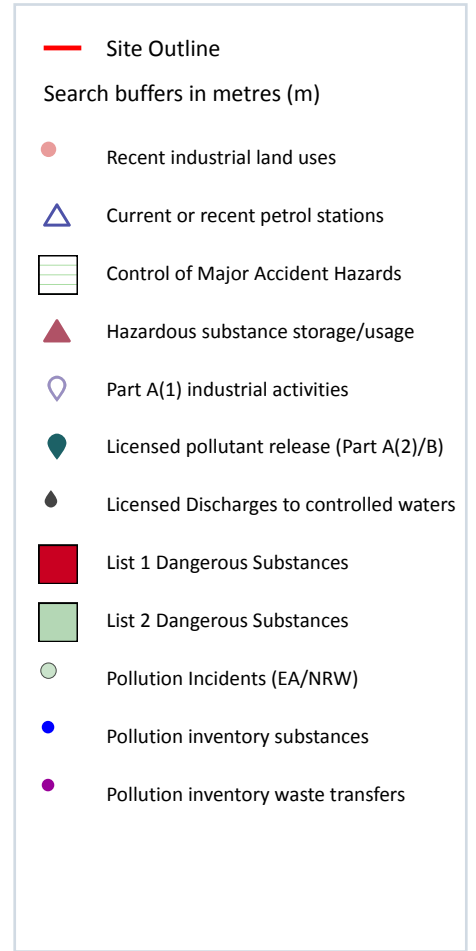 Site Outline
Search buffers in metres (m)
Recent industrial land uses
Current or recent petrol stations
Control of Major Accident Hazards
Hazardous substance storage/usage
Part A(1) industrial activities
Licensed pollutant release (Part A(2)/B)
Licensed Discharges to controlled waters
List 1 Dangerous Substances
List 2 Dangerous Substances
Pollution Incidents (EA/NRW)
Pollution inventory substances
Pollution inventory waste transfers